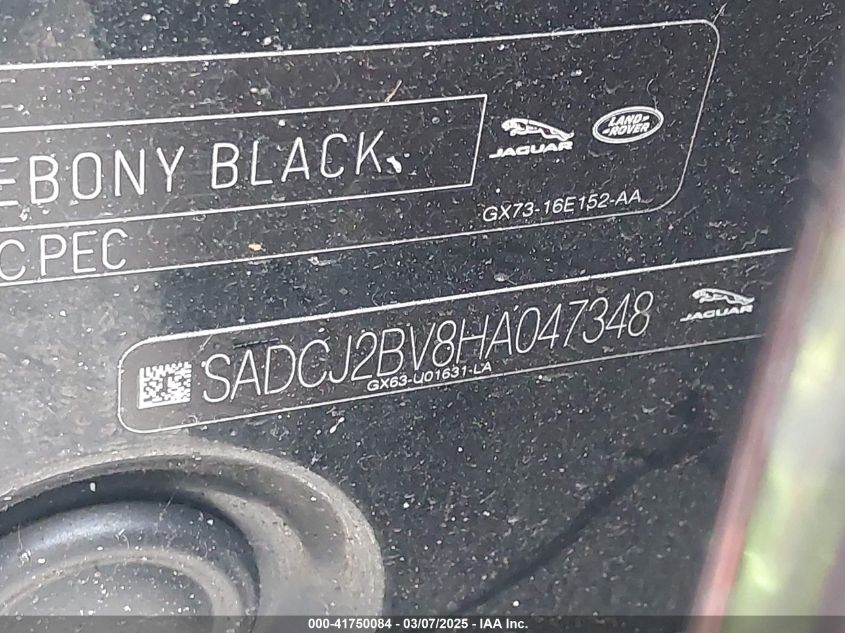 EBONY BLACK
JAGUAR
LAND
ROVER
GX73-16E152-AA
CPEC
SADCJ2BV8HA047348
GX63-U01631-LA
JAGUAR
000-41750084 — 03/07/2025 — IAA Inc.